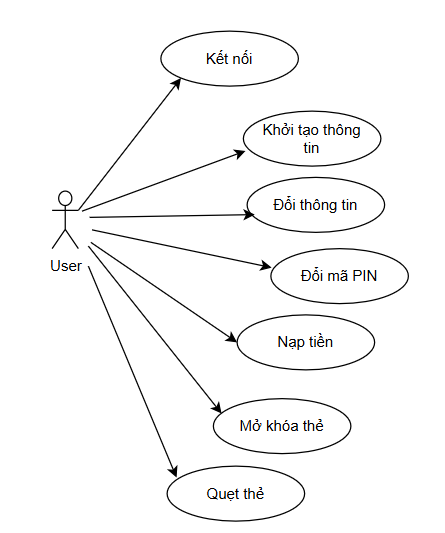 Kết nối
Khởi tạo thông
tin
Đổi thông tin
User
Đổi mã PIN
Nạp tiền
Mở khóa thẻ
Quẹt thẻ